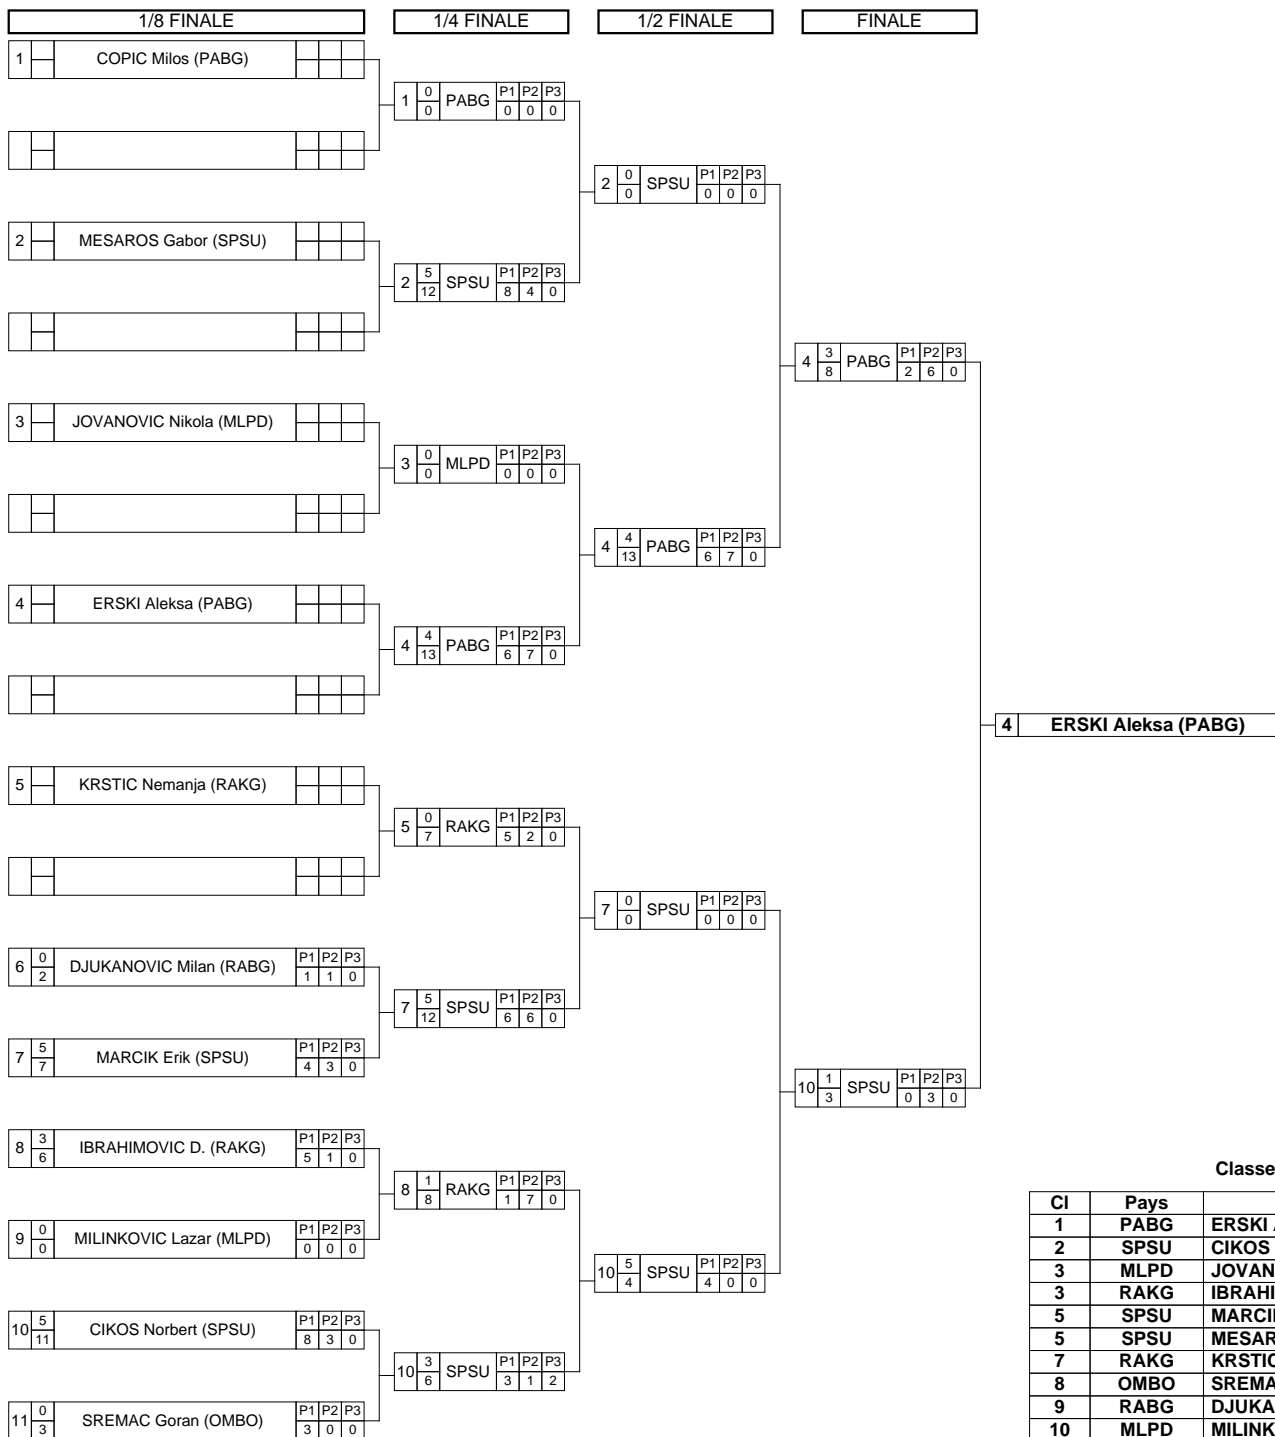 1/8 FINALE 1/4 FINALE 1/2 FINALE FINALE
1 COPIC Milos (PABG)
1 0 0 PABG P1 P2 P3 0 0 0
2 0 0 SPSU P1 P2 P3 0 0 0
2 MESAROS Gabor (SPSU)
2 5 12 SPSU P1 P2 P3 8 4 0
4 3 8 PABG P1 P2 P3 2 6 0
3 JOVANOVIC Nikola (MLPD)
3 0 0 MLPD P1 P2 P3 0 0 0
4 4 13 PABG P1 P2 P3 6 7 0
4 ERSKI Aleksa (PABG)
4 4 13 PABG P1 P2 P3 6 7 0
4 ERSKI Aleksa (PABG)
5 KRSTIC Nemanja (RAKG)
5 0 7 RAKG P1 P2 P3 5 2 0
7 0 0 SPSU P1 P2 P3 0 0 0
6 0 2 DJUKANOVIC Milan (RABG) P1 P2 P3 1 1 0
7 5 12 SPSU P1 P2 P3 6 6 0
7 5 7 MARCIK Erik (SPSU) P1 P2 P3 4 3 0
10 1 3 SPSU P1 P2 P3 0 3 0
8 3 6 IBRAHIMOVIC D. (RAKG) P1 P2 P3 5 1 0
8 1 8 RAKG P1 P2 P3 1 7 0
9 0 0 MILINKOVIC Lazar (MLPD) P1 P2 P3 0 0 0
10 5 4 SPSU P1 P2 P3 4 0 0
10 5 11 CIKOS Norbert (SPSU) P1 P2 P3 8 3 0
10 3 6 SPSU P1 P2 P3 3 1 2
11 0 3 SREMAC Goran (OMBO) P1 P2 P3 3 0 0
Classe
Cl Pays
1 PABG ERSKI
2 SPSU CIKOS
3 MLPD JOVAN
3 RAKG IBRAHI
5 SPSU MARCI
5 SPSU MESAR
7 RAKG KRSTIC
8 OMBO SREMA
9 RABG DJUKA
10 MLPD MILINK